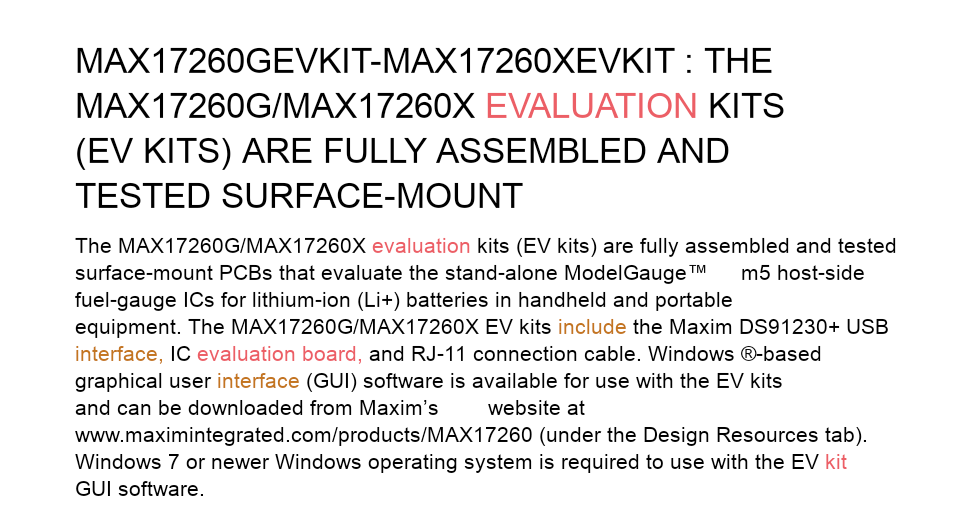 MAX17260GEVKIT-MAX17260XEVKIT : THE
MAX17260G/MAX17260X EVALUATION KITS
(EV KITS) ARE FULLY ASSEMBLED AND
TESTED SURFACE-MOUNT
The MAX17260G/MAX17260X evaluation kits (EV kits) are fully assembled and tested
surface-mount PCBs that evaluate the stand-alone ModelGauge™ m5 host-side
fuel-gauge ICs for lithium-ion (Li+) batteries in handheld and portable
equipment. The MAX17260G/MAX17260X EV kits include the Maxim DS91230+ USB
interface, IC evaluation board, and RJ-11 connection cable. Windows ®-based
graphical user interface (GUI) software is available for use with the EV kits
and can be downloaded from Maxim’s website at
www.maximintegrated.com/products/MAX17260 (under the Design Resources tab).
Windows 7 or newer Windows operating system is required to use with the EV kit
GUI software.